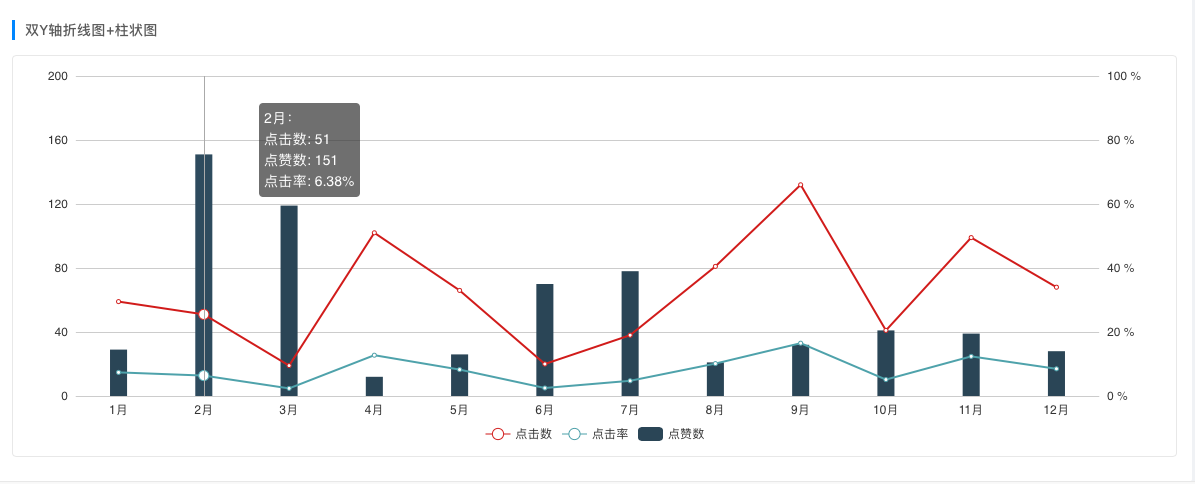 双Y轴折线图+柱状图
200
160
120
80
40
0
100 %
80 %
60 %
40 %
20 %
0 %
2月:
点击数: 51
点赞数: 151
点击率: 6.38%
1月 2月 3月 4月 5月 6月 7月 8月 9月 10月 11月 12月
点击数 点击率 点赞数